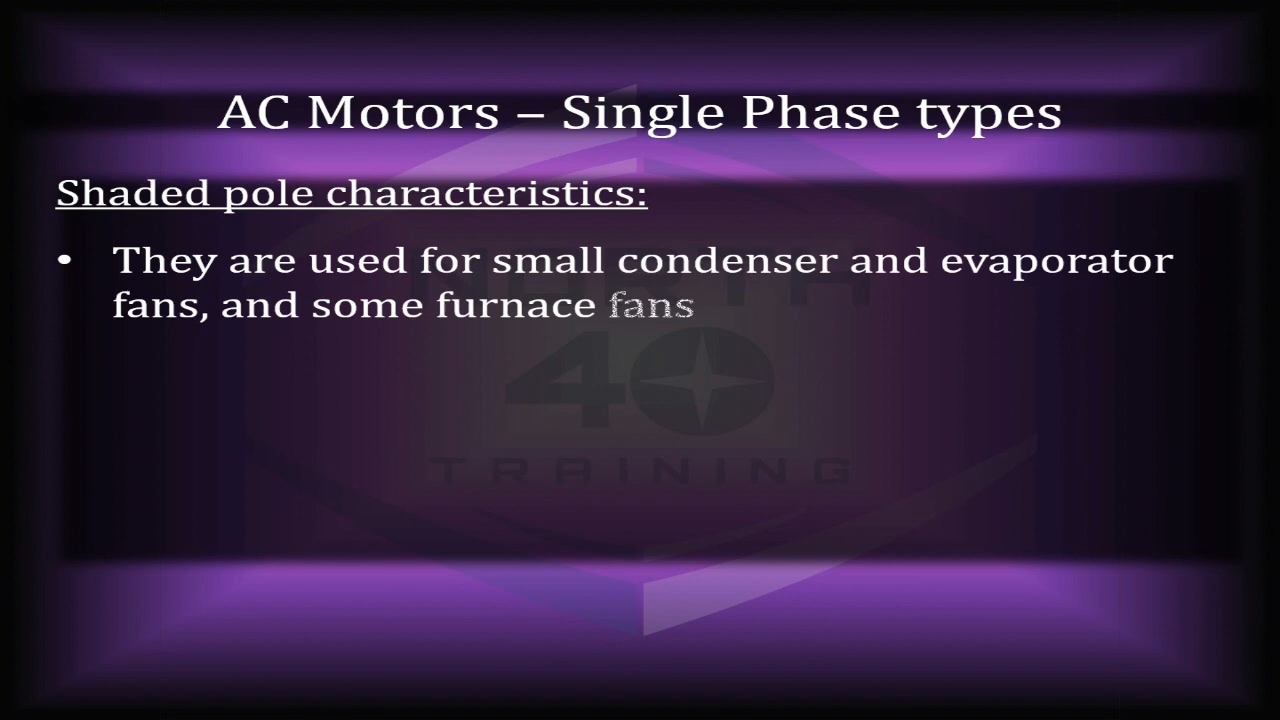 AC Motors – Single Phase types
Shaded pole characteristics:
• They are used for small condenser and evaporator
fans, and some furnace fans
NORTH
40
TRAINING